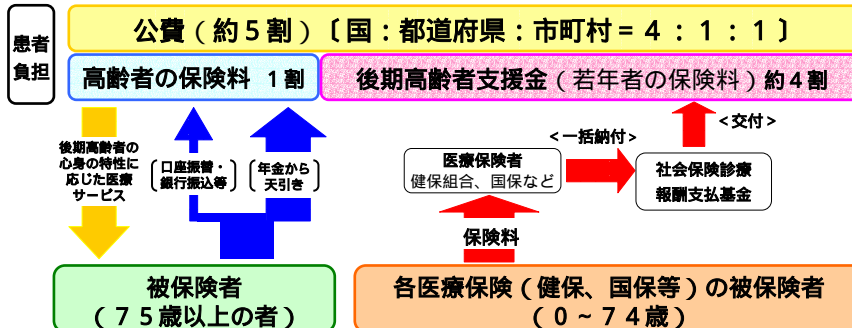 患者
負担
公費（約５割）〔国：都道府県：市町村＝４：１：１〕
高齢者の保険料 １割
後期高齢者支援金（若年者の保険料）約４割
後期高齢者の
心身の特性に
応じた医療
サービス
口座振替・
銀行振込等
年金から
天引き
医療保険者
健保組合、国保など
＜一括納付＞
＜交付＞
社会保険診療
報酬支払基金
保険料
被保険者
（７５歳以上の者）
各医療保険（健保、国保等）の被保険者
（０～７４歳）